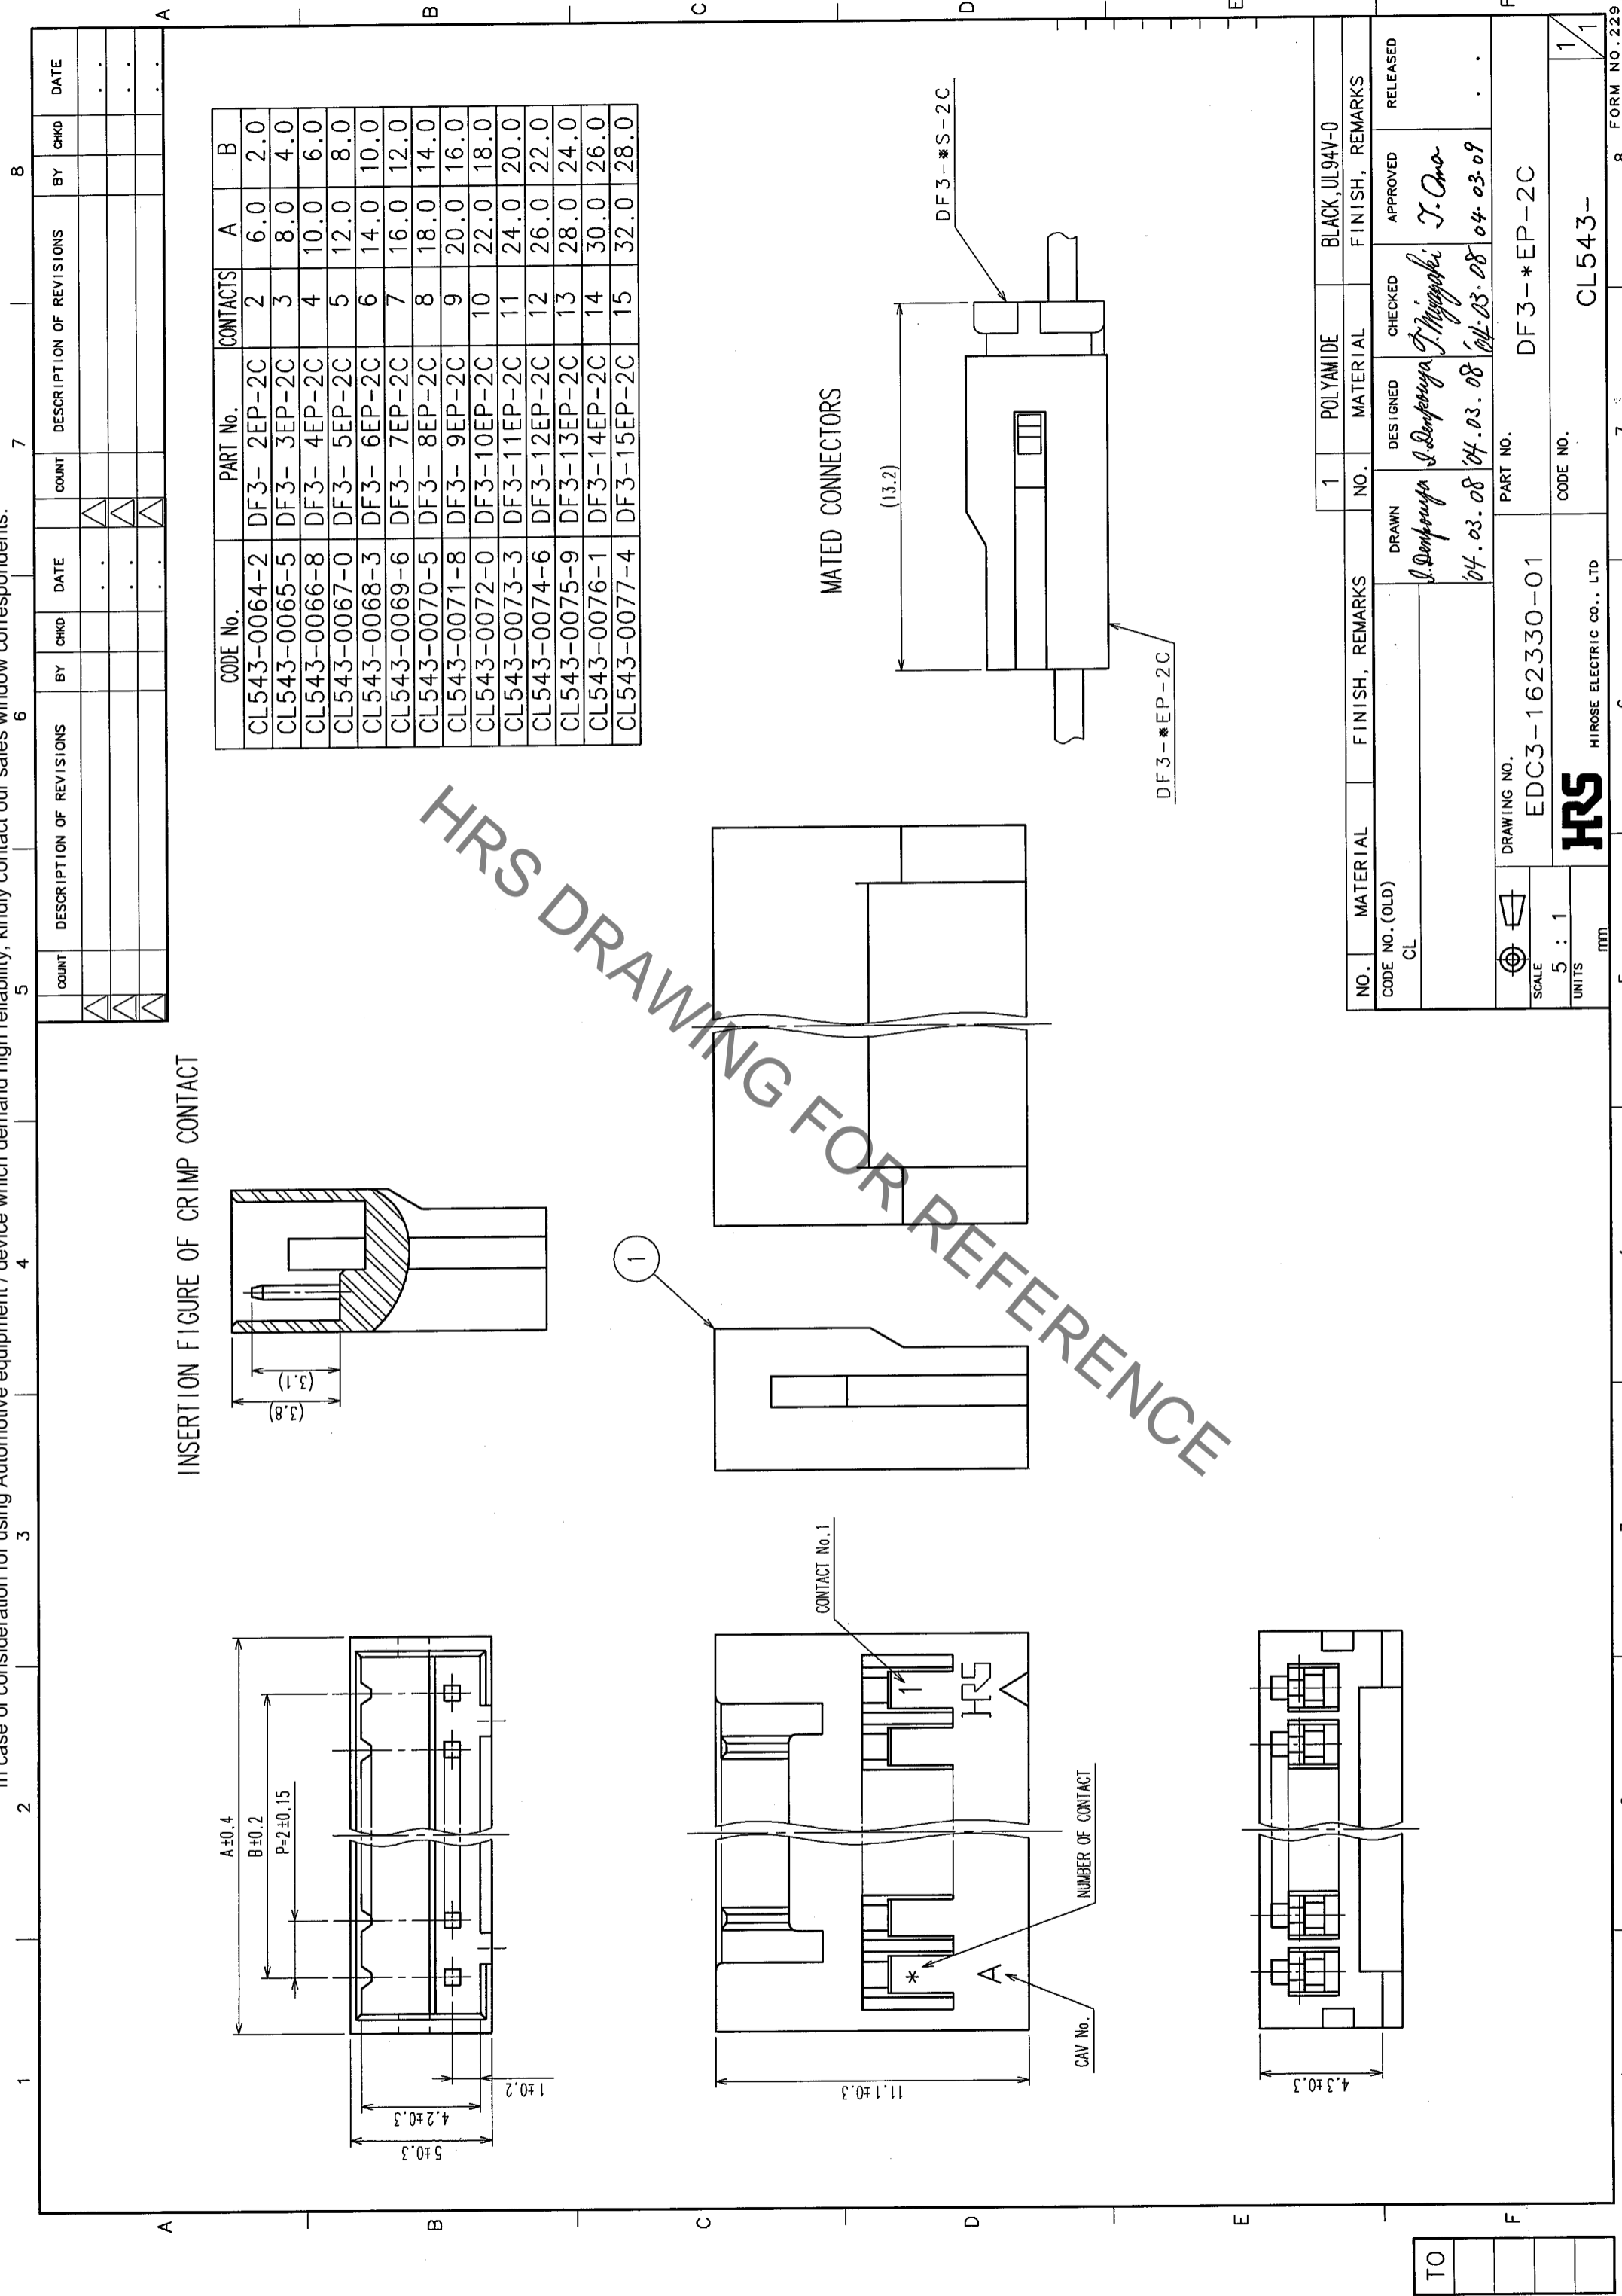 In case of consideration for using Automotive equipment / device which demand high reliability, kindly contact our sales window correspondents.
1 2 3 4 5 6 7 8
COUNT DESCRIPTION OF REVISIONS BY CHKD DATE COUNT DESCRIPTION OF REVISIONS BY CHKD DATE
A
B
C
D
E
F
A
B
C
D
E
F
INSERTION FIGURE OF CRIMP CONTACT
(3.8)
(3.1)
A±0.4
B±0.2
P=2±0.15
5±0.3
4.2±0.3
1±0.2
CODE No. PART No. CONTACTS A B
CL543-0064-2 DF3- 2EP-2C 2 6.0 2.0
CL543-0065-5 DF3- 3EP-2C 3 8.0 4.0
CL543-0066-8 DF3- 4EP-2C 4 10.0 6.0
CL543-0067-0 DF3- 5EP-2C 5 12.0 8.0
CL543-0068-3 DF3- 6EP-2C 6 14.0 10.0
CL543-0069-6 DF3- 7EP-2C 7 16.0 12.0
CL543-0070-5 DF3- 8EP-2C 8 18.0 14.0
CL543-0071-8 DF3- 9EP-2C 9 20.0 16.0
CL543-0072-0 DF3-10EP-2C 10 22.0 18.0
CL543-0073-3 DF3-11EP-2C 11 24.0 20.0
CL543-0074-6 DF3-12EP-2C 12 26.0 22.0
CL543-0075-9 DF3-13EP-2C 13 28.0 24.0
CL543-0076-1 DF3-14EP-2C 14 30.0 26.0
CL543-0077-4 DF3-15EP-2C 15 32.0 28.0
HRS DRAWING FOR REFERENCE
1
CONTACT No.1
1
HRS
*
A
11.1±0.3
CAV No.
NUMBER OF CONTACT
4.3±0.3
MATED CONNECTORS
(13.2)
DF3-*S-2C
DF3-*EP-2C
1 POLYAMIDE BLACK,UL94V-0
NO. MATERIAL FINISH, REMARKS NO. MATERIAL FINISH, REMARKS
CODE NO.(OLD)
CL
DRAWN DESIGNED CHECKED APPROVED RELEASED
I.Denpouya I.Denpouya T.Miyazaki T.Ono
'04.03.08 '04.03.08 '04.03.08 04.03.09
SCALE
5 : 1
UNITS
mm
DRAWING NO.
EDC3-162330-01
PART NO.
DF3-*EP-2C
HRS HIROSE ELECTRIC CO., LTD
CODE NO.
CL543-
1/1
TO
FORM NO.229